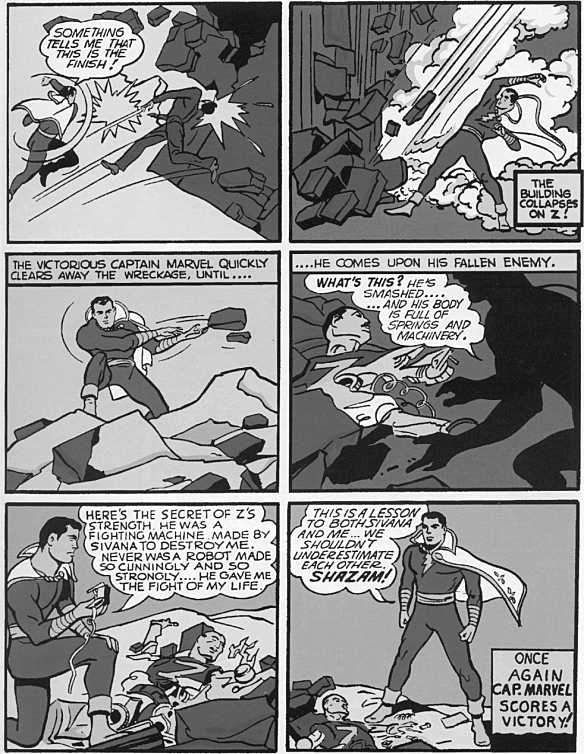 SOMETHING
TELLS ME THAT
THIS IS THE
FINISH!
THE
BUILDING
COLLAPSES
ON Z!
THE VICTORIOUS CAPTAIN MARVEL QUICKLY
CLEARS AWAY THE WRECKAGE, UNTIL....
....HE COMES UPON HIS FALLEN ENEMY.
WHAT'S THIS? HE'S
SMASHED....
...AND HIS BODY
IS FULL OF
SPRINGS AND
MACHINERY.
HERE'S THE SECRET OF Z'S
STRENGTH. HE WAS A
FIGHTING MACHINE MADE BY
SIVANA TO DESTROY ME.
NEVER WAS A ROBOT MADE
SO CUNNINGLY AND SO
STRONGLY.... HE GAVE ME
THE FIGHT OF MY LIFE.
THIS IS A LESSON
TO BOTH SIVANA
AND ME... WE
SHOULDN'T
UNDERESTIMATE
EACH OTHER.
SHAZAM!
Z
ONCE
AGAIN
CAP. MARVEL
SCORES A
VICTORY!